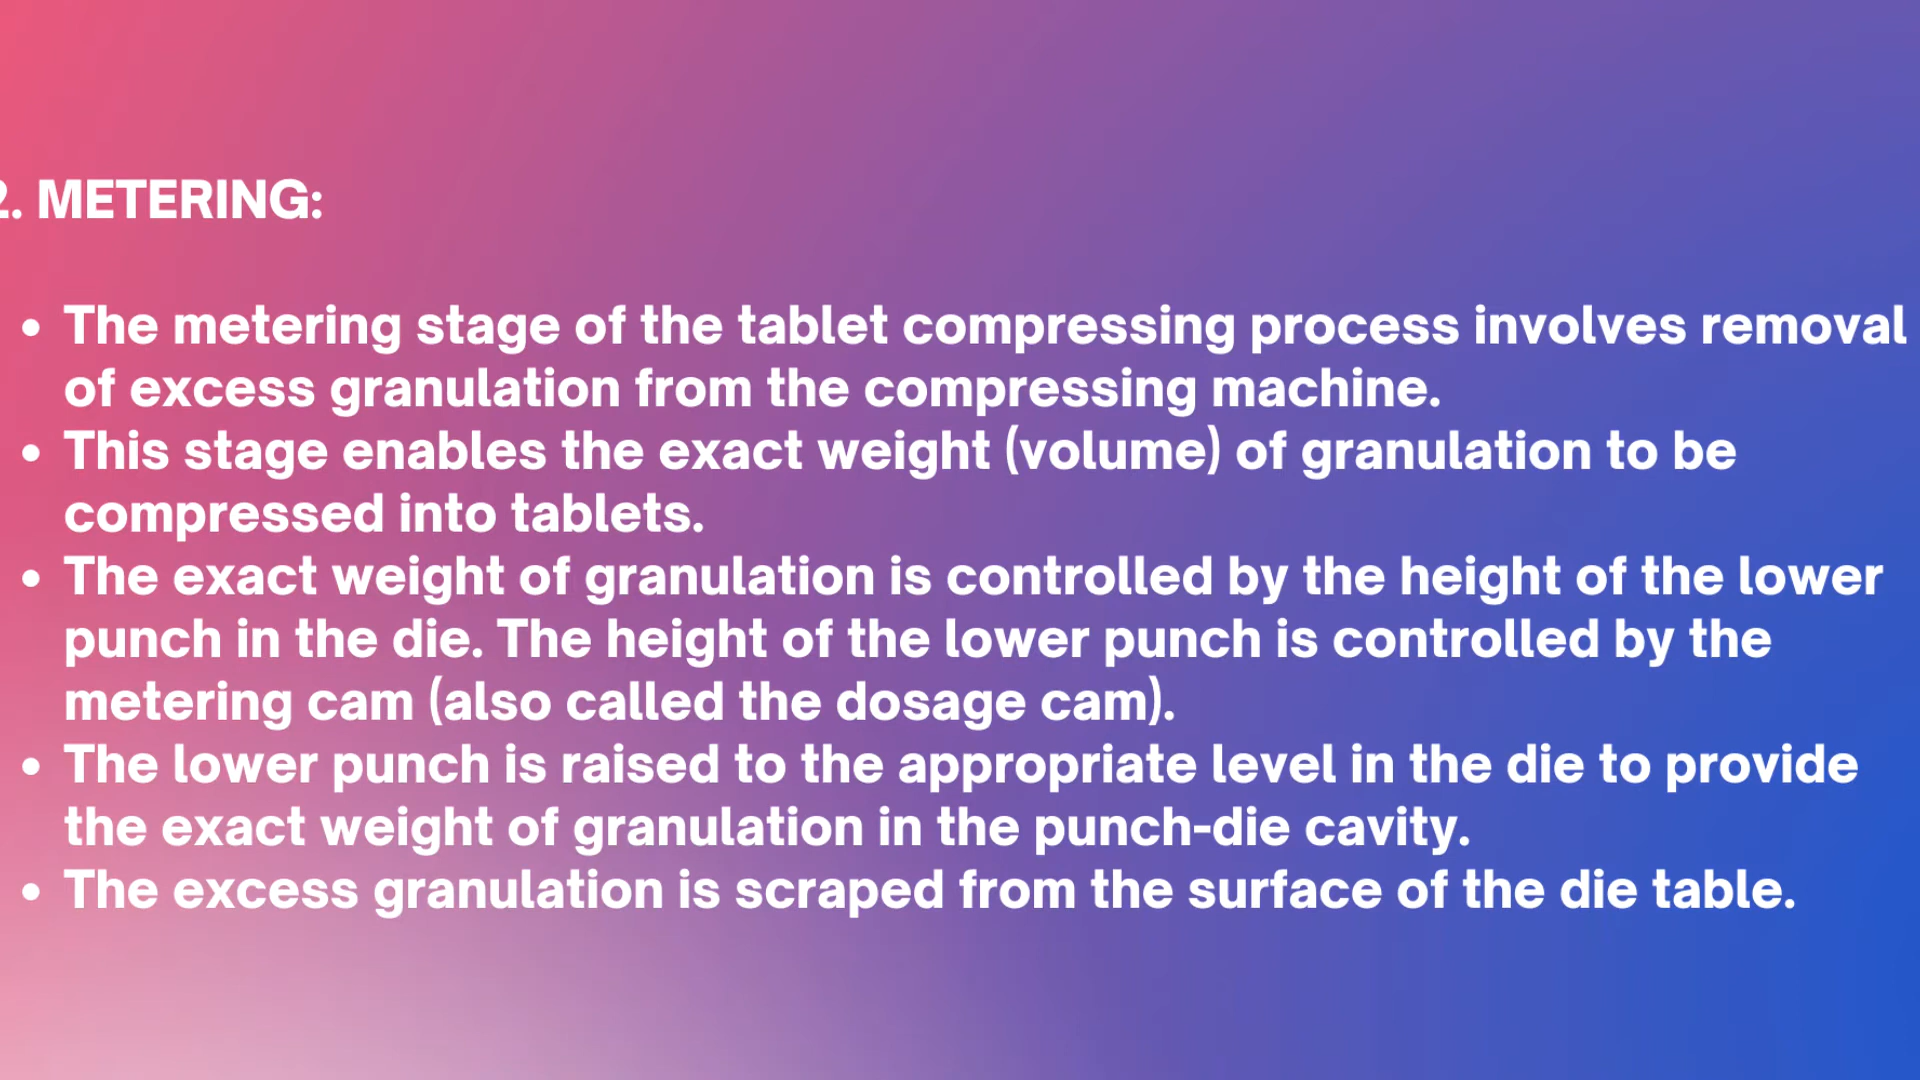 2. METERING:
• The metering stage of the tablet compressing process involves removal
of excess granulation from the compressing machine.
• This stage enables the exact weight (volume) of granulation to be
compressed into tablets.
• The exact weight of granulation is controlled by the height of the lower
punch in the die. The height of the lower punch is controlled by the
metering cam (also called the dosage cam).
• The lower punch is raised to the appropriate level in the die to provide
the exact weight of granulation in the punch-die cavity.
• The excess granulation is scraped from the surface of the die table.